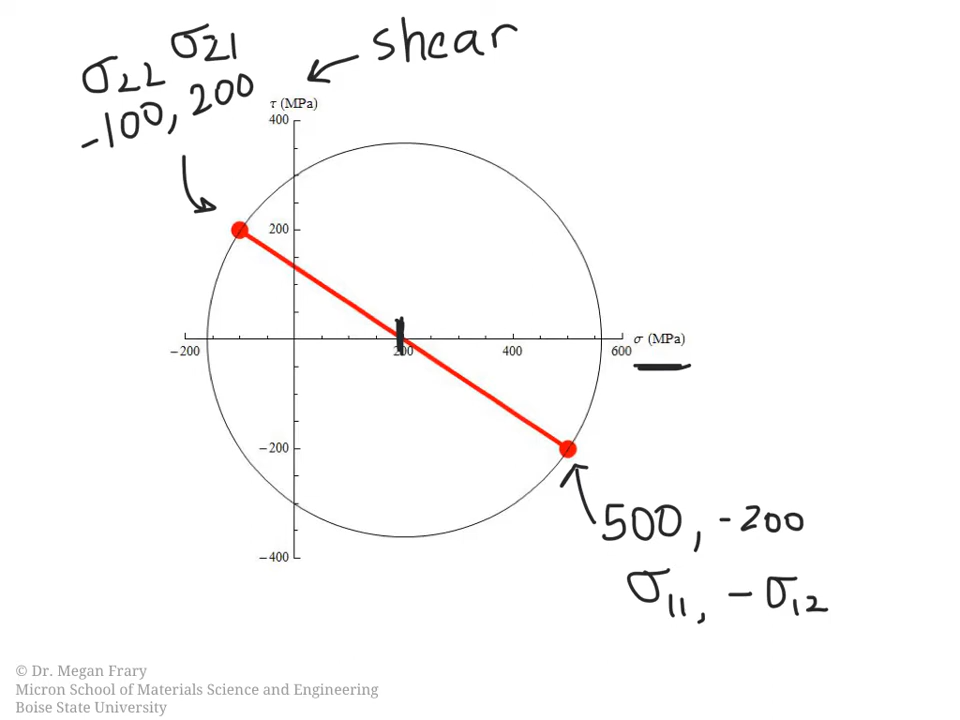 σ22 σ21
-100, 200
← shear
τ (MPa)
400
200
-200
200
400
600
σ (MPa)
-200
-400
500, -200
σ11, -σ12
© Dr. Megan Frary
Micron School of Materials Science and Engineering
Boise State University